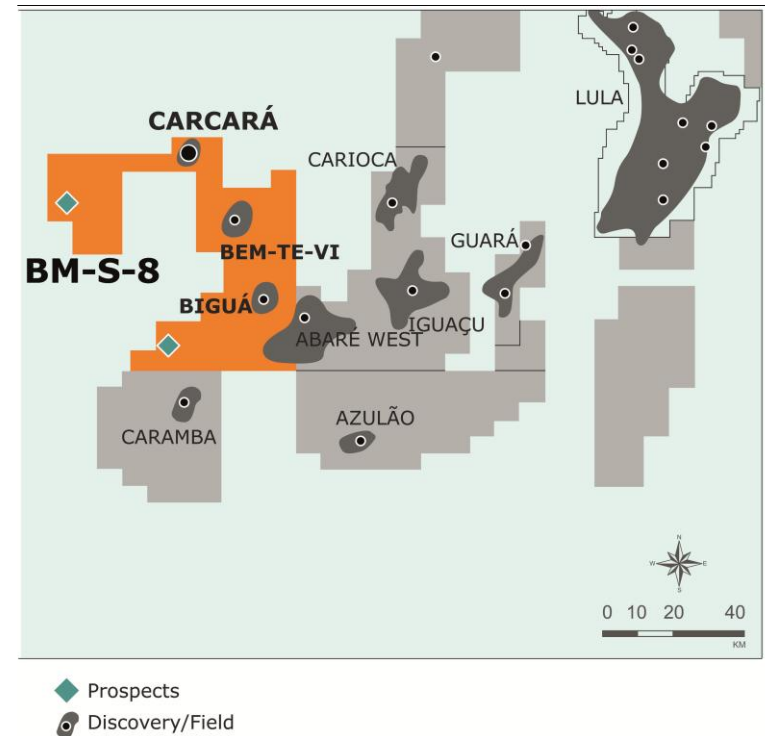 LULA
CARCARÁ
CARIOCA
GUARÁ
BEM-TE-VI
BM-S-8
BIGUÁ
IGUAÇU
ABARÉ WEST
AZULÃO
CARAMBA
N
W E
S
0 10 20 40
KM
Prospects
Discovery/Field